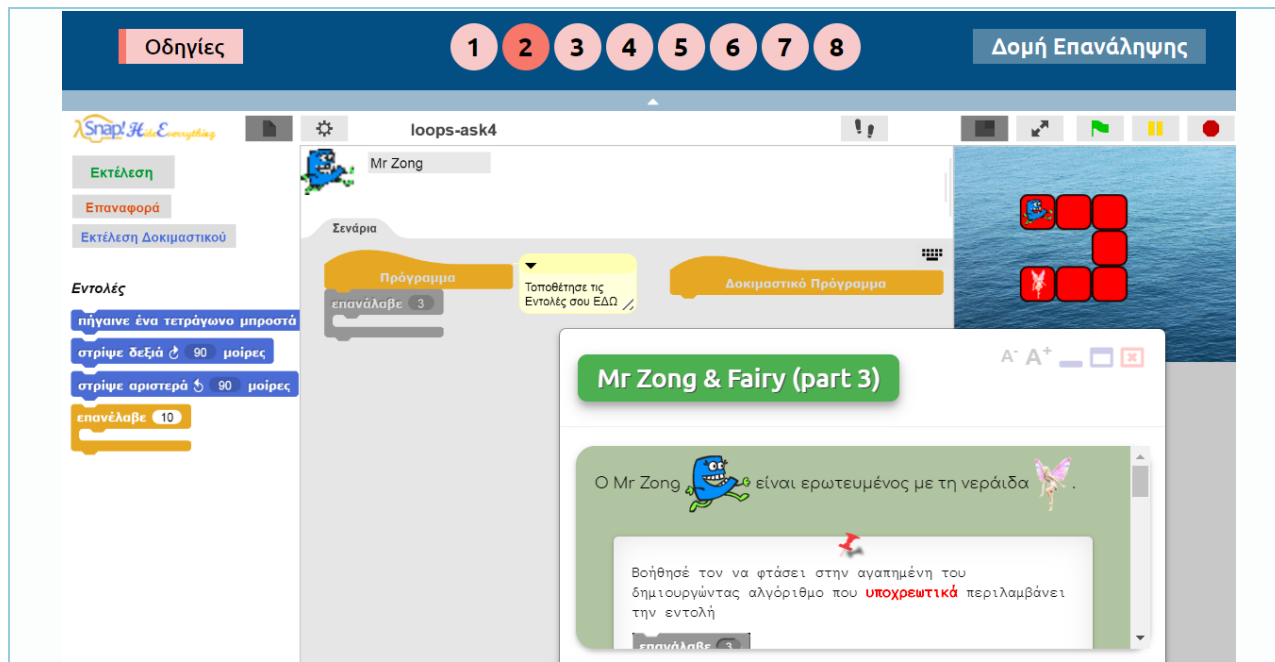 Οδηγίες
1 2 3 4 5 6 7 8
Δομή Επανάληψης
Snap! HideEverything
loops-ask4
Εκτέλεση
Επαναφορά
Εκτέλεση Δοκιμαστικού
Εντολές
πήγαινε ένα τετράγωνο μπροστά
στρίψε δεξιά 90 μοίρες
στρίψε αριστερά 90 μοίρες
επανέλαβε 10
Mr Zong
Σενάρια
Πρόγραμμα
επανάλαβε 3
Τοποθέτησε τις
Εντολές σου ΕΔΩ
Δοκιμαστικό Πρόγραμμα
Mr Zong & Fairy (part 3)
A- A+
Ο Mr Zong είναι ερωτευμένος με τη νεράιδα .
Βοήθησέ τον να φτάσει στην αγαπημένη του
δημιουργώντας αλγόριθμο που υποχρεωτικά περιλαμβάνει
την εντολή
επανάλαβε 3